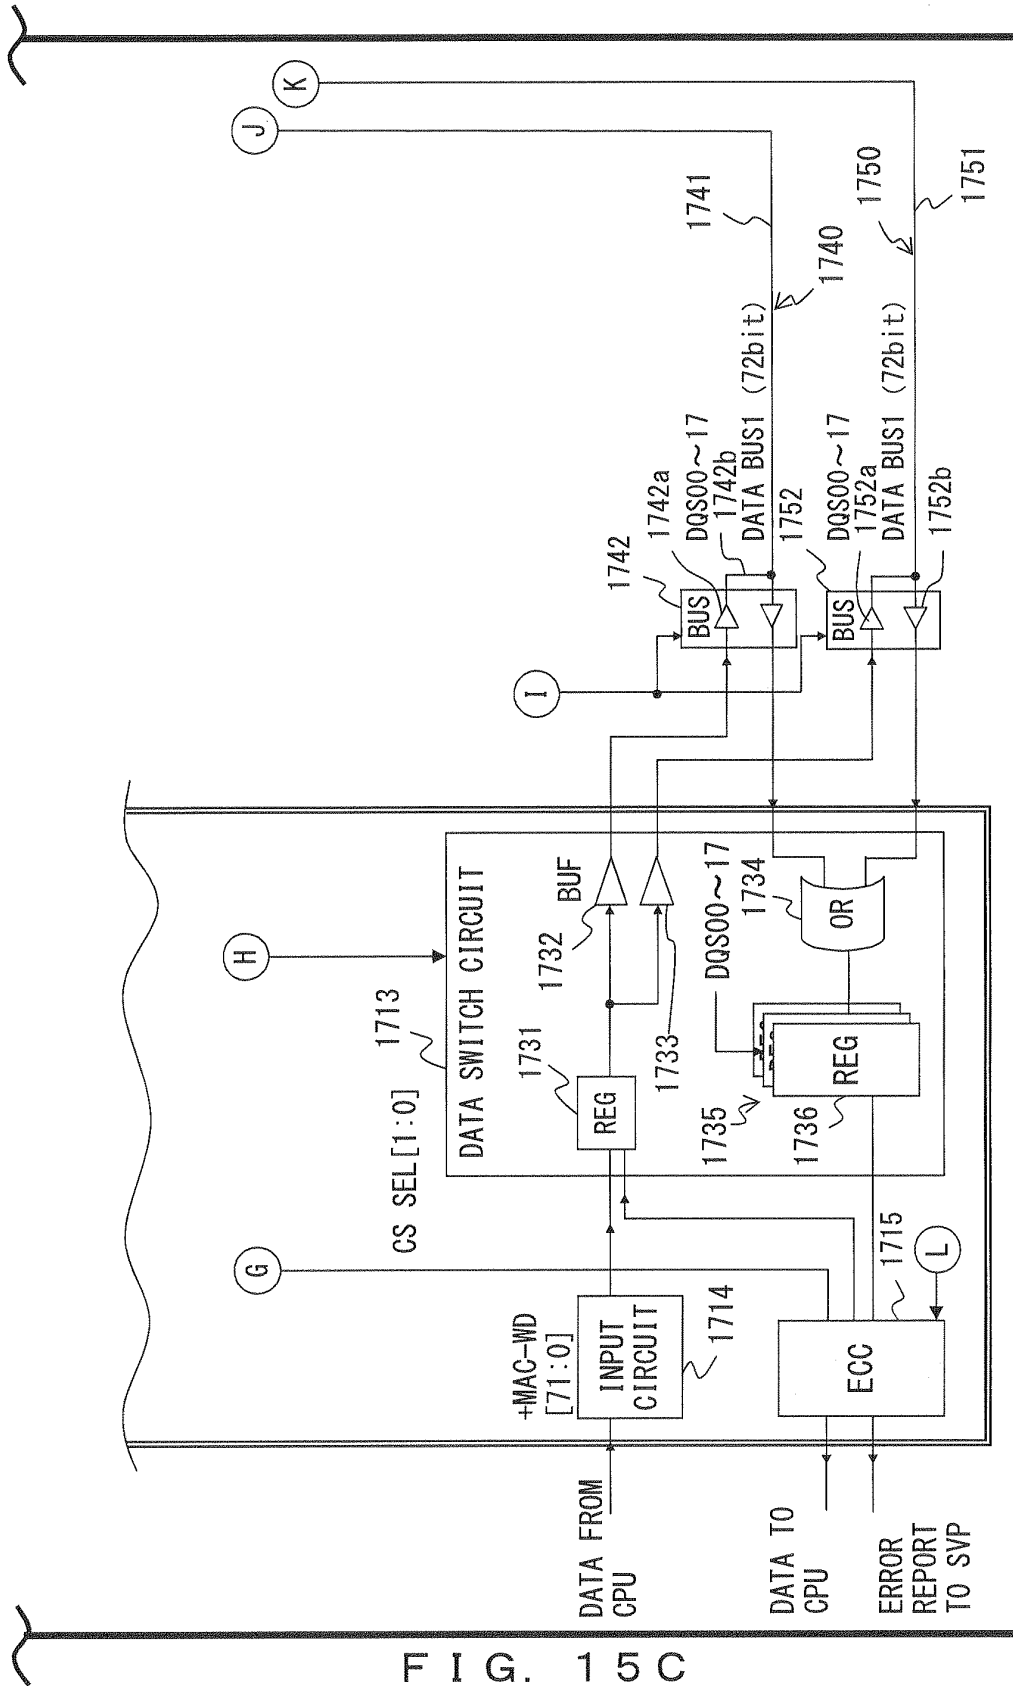 K
J
1741
1740
1750
1751
DQS00~17
1742b
DATA BUS1 (72bit)
DQS00~17
1752a
DATA BUS1 (72bit)
1742
1742a
1752
1752b
BUS
BUS
I
H
1713
DATA SWITCH CIRCUIT
CS SEL[1:0]
BUF
1732
1733
1731
REG
DQS00~17
1734
OR
1735
REG
1736
G
+MAC-WD
[71:0]
INPUT
CIRCUIT
1714
ECC
1715
L
DATA FROM
CPU
DATA TO
CPU
ERROR
REPORT
TO SVP
FIG. 15C